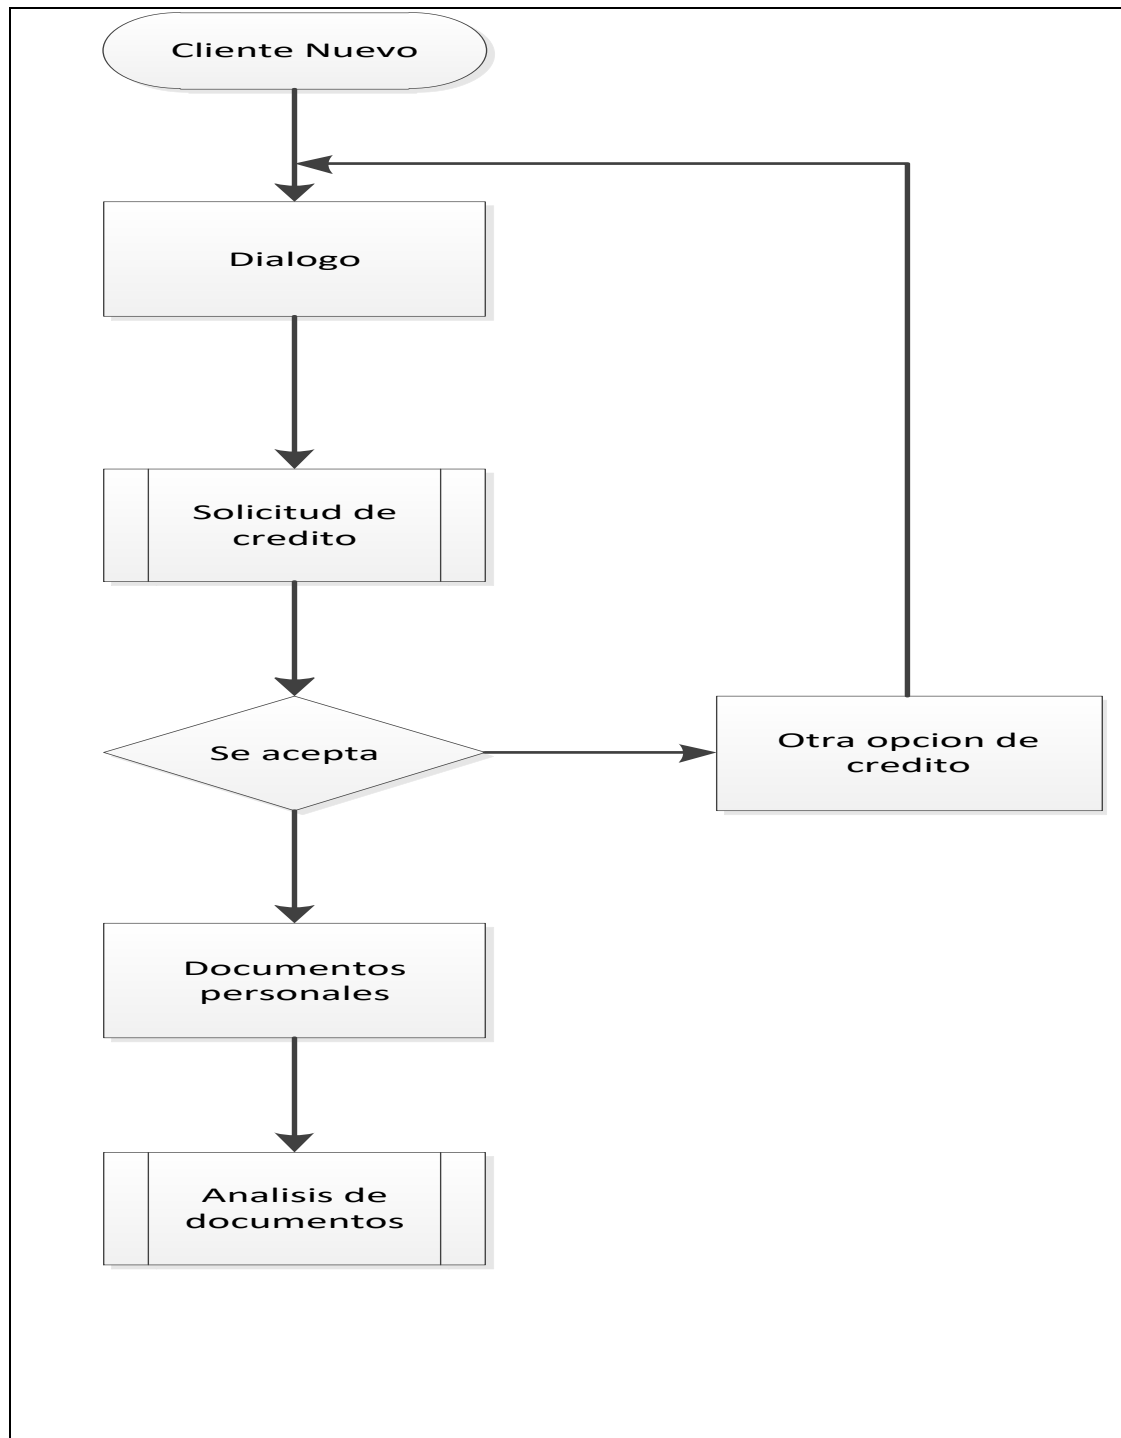 Cliente Nuevo
Dialogo
Solicitud de
credito
Se acepta
Otra opcion de
credito
Documentos
personales
Analisis de
documentos